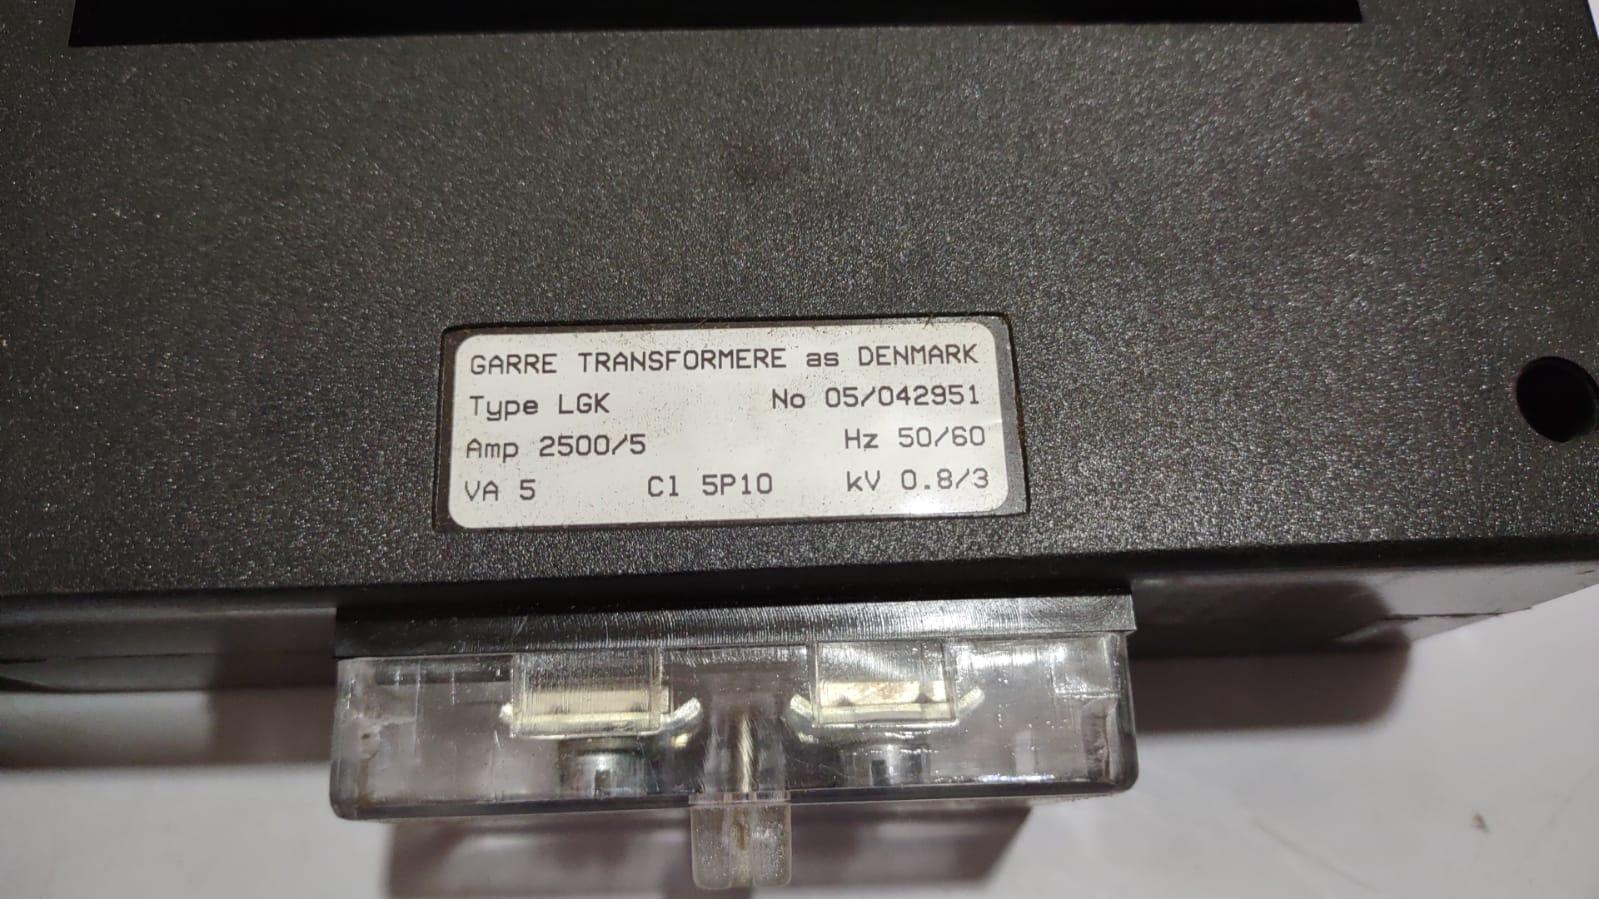 GARRE TRANSFORMERE as DENMARK
Type LGK No 05/042951
Amp 2500/5 Hz 50/60
VA 5 Cl 5P10 kV 0.8/3